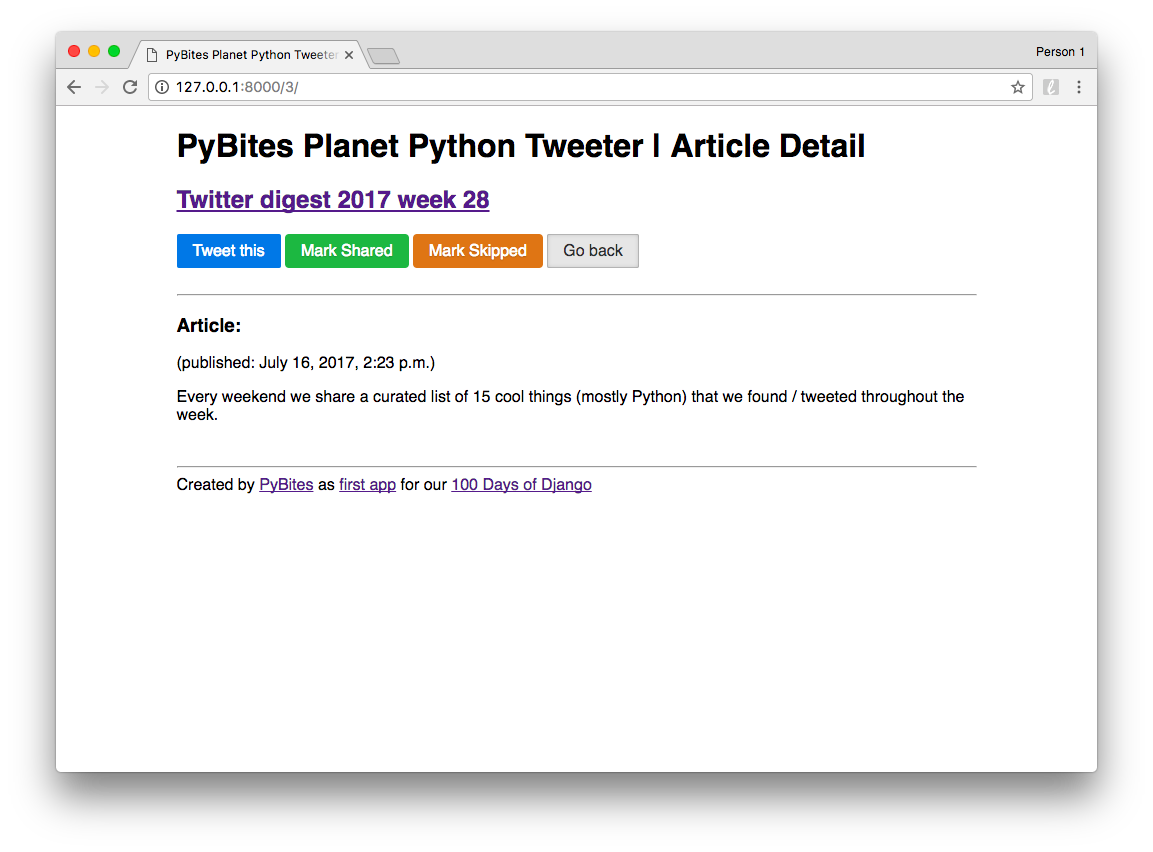 PyBites Planet Python Tweeter
Person 1
127.0.0.1:8000/3/
PyBites Planet Python Tweeter | Article Detail
Twitter digest 2017 week 28
Tweet this Mark Shared Mark Skipped Go back
Article:
(published: July 16, 2017, 2:23 p.m.)
Every weekend we share a curated list of 15 cool things (mostly Python) that we found / tweeted throughout the
week.
Created by PyBites as first app for our 100 Days of Django